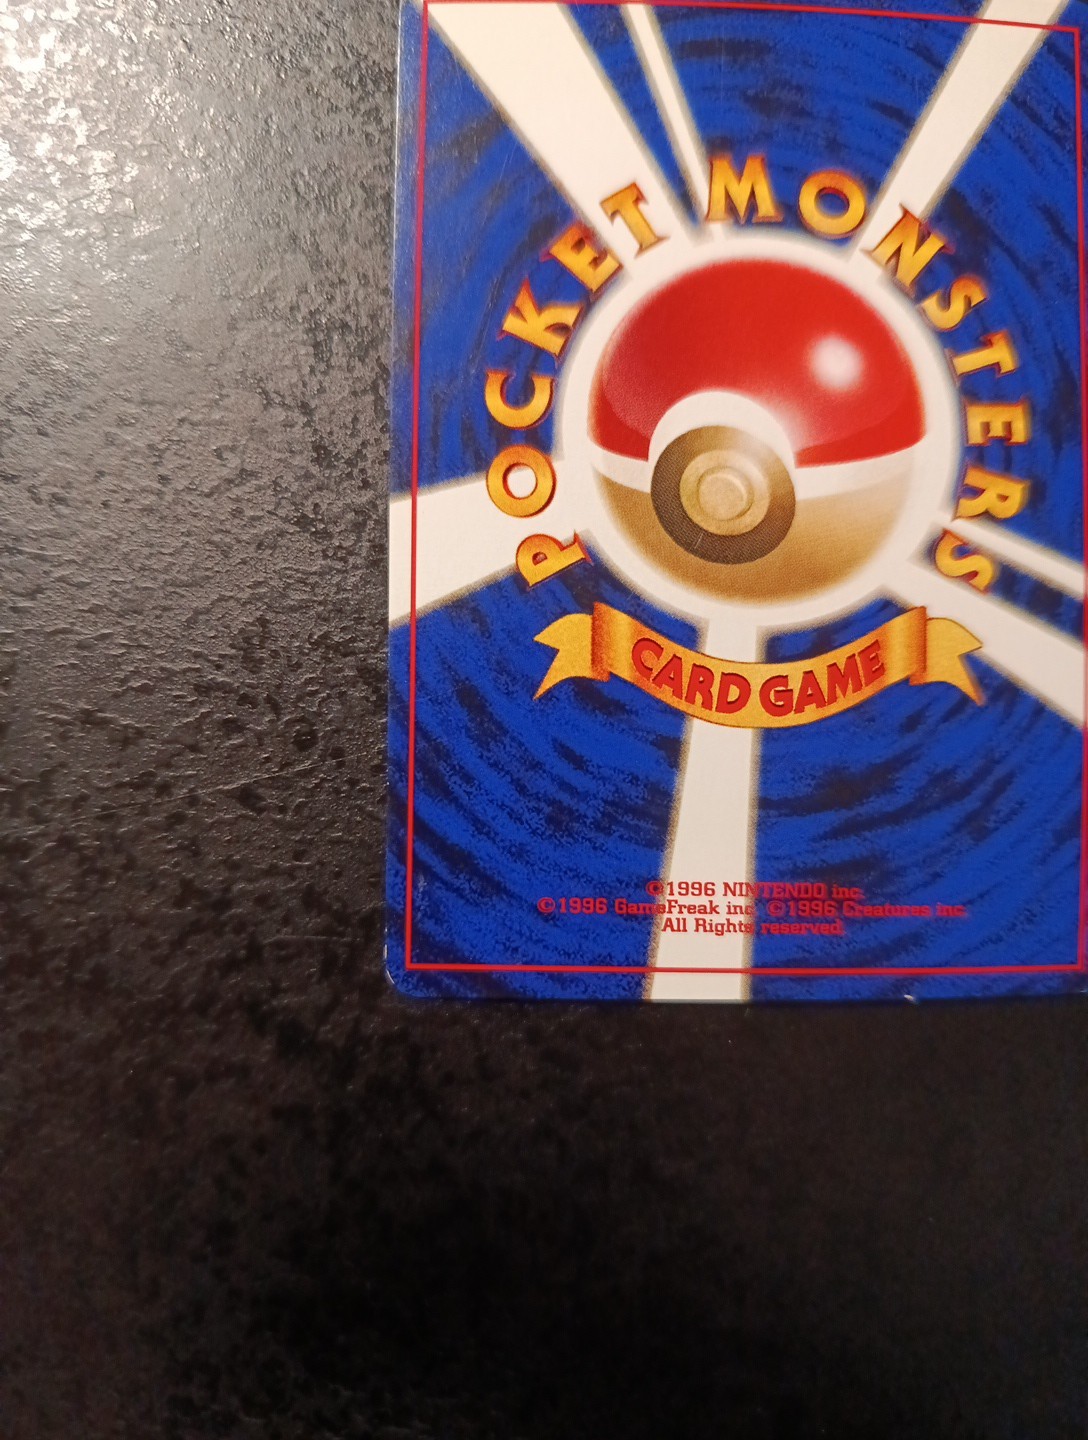 POCKET MONSTERS
CARD GAME
©1996 NINTENDO inc.
©1996 GameFreak inc. ©1996 Creatures inc.
All Rights reserved.